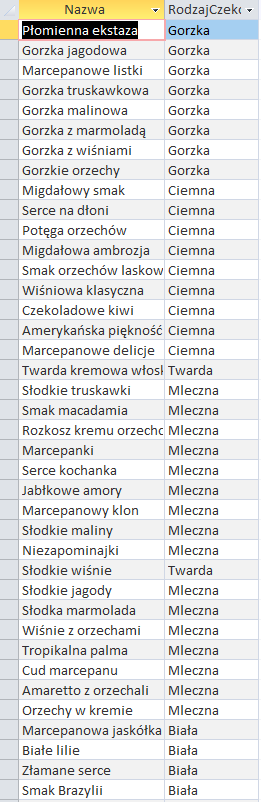 Nazwa RodzajCzeko
Płomienna ekstaza Gorzka
Gorzka jagodowa Gorzka
Marcepanowe listki Gorzka
Gorzka truskawkowa Gorzka
Gorzka malinowa Gorzka
Gorzka z marmoladą Gorzka
Gorzka z wiśniami Gorzka
Gorzkie orzechy Gorzka
Migdałowy smak Ciemna
Serce na dłoni Ciemna
Potęga orzechów Ciemna
Migdałowa ambrozja Ciemna
Smak orzechów laskow Ciemna
Wiśniowa klasyczna Ciemna
Czekoladowe kiwi Ciemna
Amerykańska piękność Ciemna
Marcepanowe delicje Ciemna
Twarda kremowa włosk Twarda
Słodkie truskawki Mleczna
Smak macadamia Mleczna
Rozkosz kremu orzecho Mleczna
Marcepanki Mleczna
Serce kochanka Mleczna
Jabłkowe amory Mleczna
Marcepanowy klon Mleczna
Słodkie maliny Mleczna
Niezapominajki Mleczna
Słodkie wiśnie Twarda
Słodkie jagody Mleczna
Słodka marmolada Mleczna
Wiśnie z orzechami Mleczna
Tropikalna palma Mleczna
Cud marcepanu Mleczna
Amaretto z orzechali Mleczna
Orzechy w kremie Mleczna
Marcepanowa jaskółka Biała
Białe lilie Biała
Złamane serce Biała
Smak Brazylii Biała